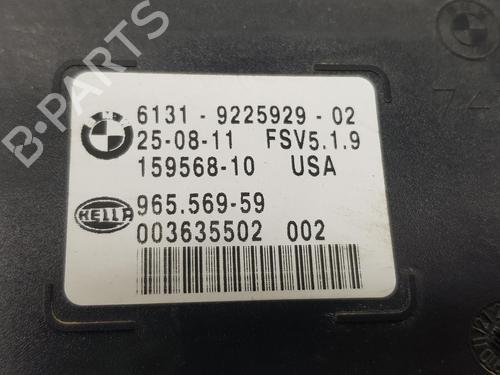 B-PARTS
BMW
6131 - 9225929 - 02
25-08-11 FSV5.1.9
159568-10 USA
HELLA
965.569-59
003635502 002